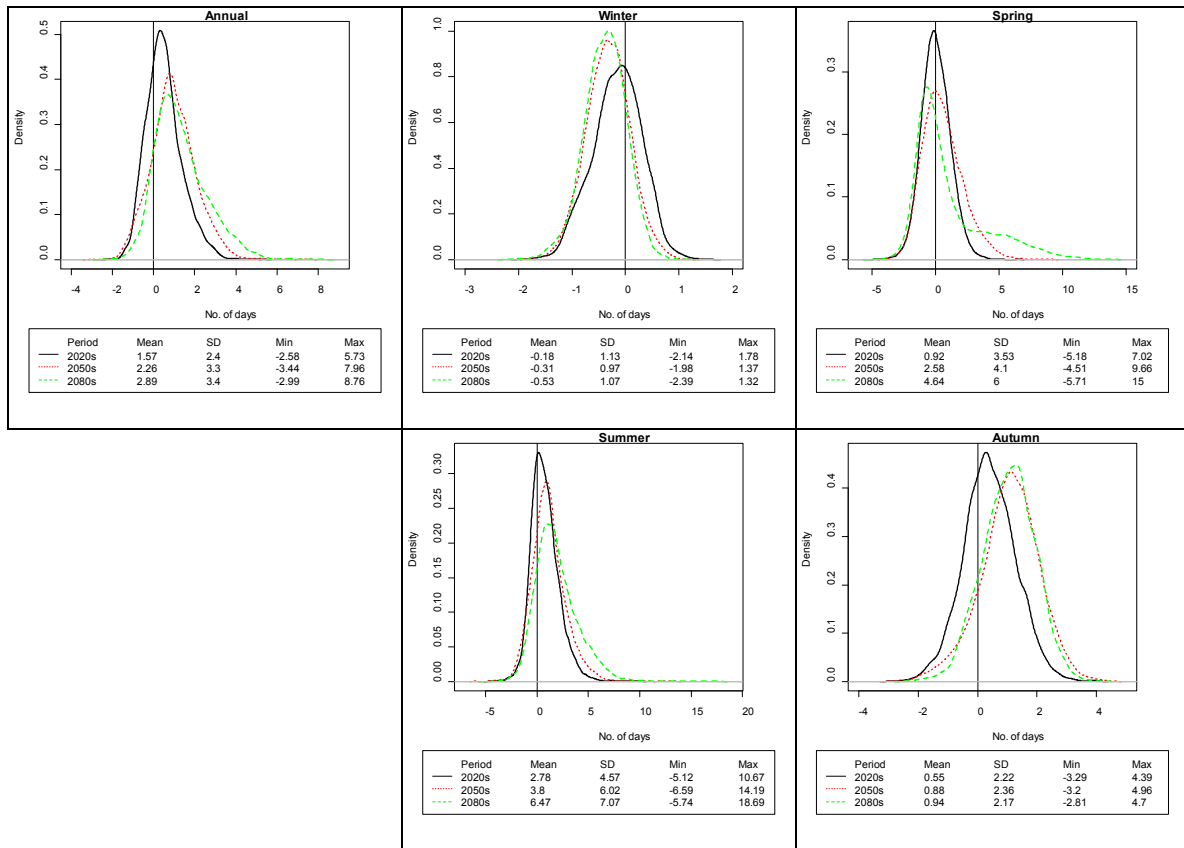 Annual
Density
0.0 0.1 0.2 0.3 0.4 0.5
-4 -2 0 2 4 6 8
No. of days
Period Mean SD Min Max
2020s 1.57 2.4 -2.58 5.73
2050s 2.26 3.3 -3.44 7.96
2080s 2.89 3.4 -2.99 8.76
Winter
Density
0.0 0.2 0.4 0.6 0.8 1.0
-3 -2 -1 0 1 2
No. of days
Period Mean SD Min Max
2020s -0.18 1.13 -2.14 1.78
2050s -0.31 0.97 -1.98 1.37
2080s -0.53 1.07 -2.39 1.32
Spring
Density
0.0 0.1 0.2 0.3
-5 0 5 10 15
No. of days
Period Mean SD Min Max
2020s 0.92 3.53 -5.18 7.02
2050s 2.58 4.1 -4.51 9.66
2080s 4.64 6 -5.71 15
Summer
Density
0.00 0.05 0.10 0.15 0.20 0.25 0.30
-5 0 5 10 15 20
No. of days
Period Mean SD Min Max
2020s 2.78 4.57 -5.12 10.67
2050s 3.8 6.02 -6.59 14.19
2080s 6.47 7.07 -5.74 18.69
Autumn
Density
0.0 0.1 0.2 0.3 0.4
-4 -2 0 2 4
No. of days
Period Mean SD Min Max
2020s 0.55 2.22 -3.29 4.39
2050s 0.88 2.36 -3.2 4.96
2080s 0.94 2.17 -2.81 4.7